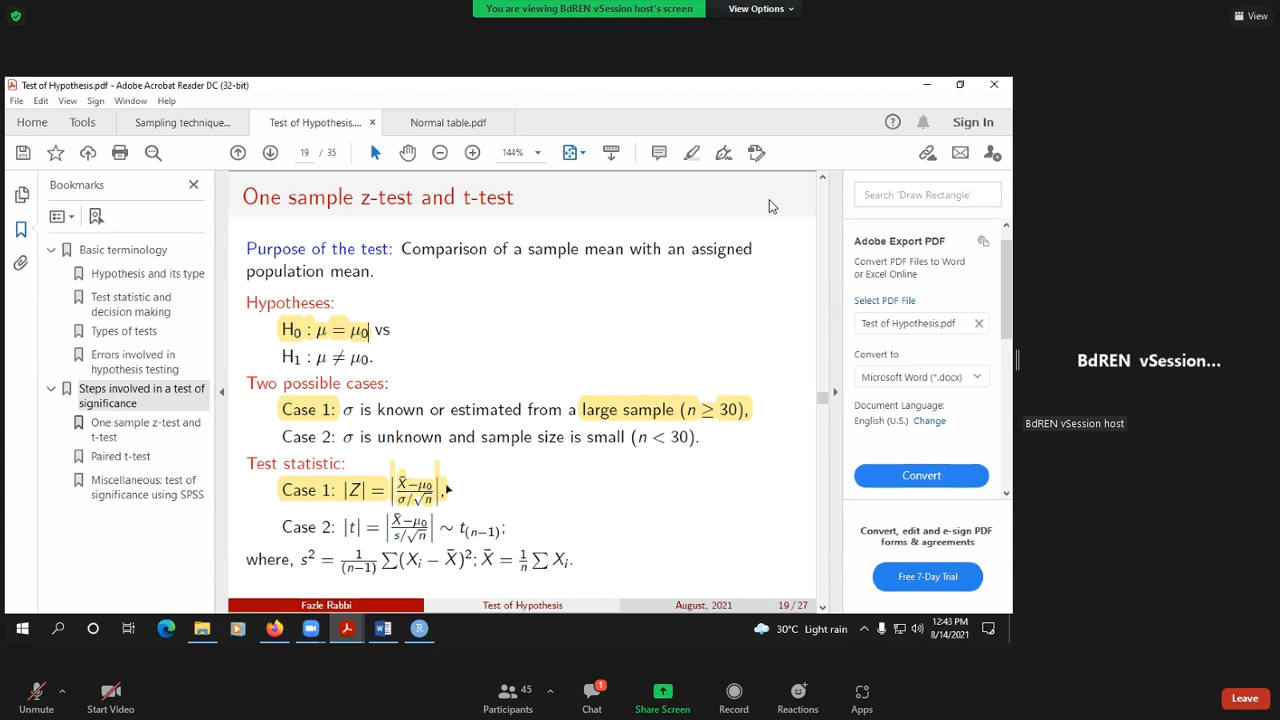 You are viewing BdREN vSession host's screen
View Options
View
Test of Hypothesis.pdf - Adobe Acrobat Reader DC (32-bit)
File Edit View Sign Window Help
Home Tools Sampling technique... Test of Hypothesis.... × Normal table.pdf Sign In
19 / 35 144%
Bookmarks
Basic terminology
Hypothesis and its type
Test statistic and
decision making
Types of tests
Errors involved in
hypothesis testing
Steps involved in a test of
significance
One sample z-test and
t-test
Paired t-test
Miscellaneous: test of
significance using SPSS
One sample z-test and t-test
Purpose of the test: Comparison of a sample mean with an assigned
population mean.
Hypotheses:
H₀ : μ = μ₀ vs
H₁ : μ ≠ μ₀.
Two possible cases:
Case 1: σ is known or estimated from a large sample (n ≥ 30),
Case 2: σ is unknown and sample size is small (n < 30).
Test statistic:
Case 1: |Z| = |(X̄−μ₀)/(σ/√n)|,
Case 2: |t| = |(X̄−μ₀)/(s/√n)| ∼ t₍ₙ₋₁₎;
where, s² = 1/(n−1) ∑(Xᵢ − X̄)²; X̄ = 1/n ∑ Xᵢ.
Fazle Rabbi Test of Hypothesis August, 2021 19 / 27
Search 'Draw Rectangle'
Adobe Export PDF
Convert PDF Files to Word
or Excel Online
Select PDF File
Test of Hypothesis.pdf ×
Convert to
Microsoft Word (*.docx)
Document Language:
English (U.S.) Change
Convert
Convert, edit and e-sign PDF
forms & agreements
Free 7-Day Trial
BdREN vSession...
BdREN vSession host
30°C Light rain
12:43 PM
8/14/2021
Unmute Start Video Participants 45 Chat 1 Share Screen Record Reactions Apps Leave